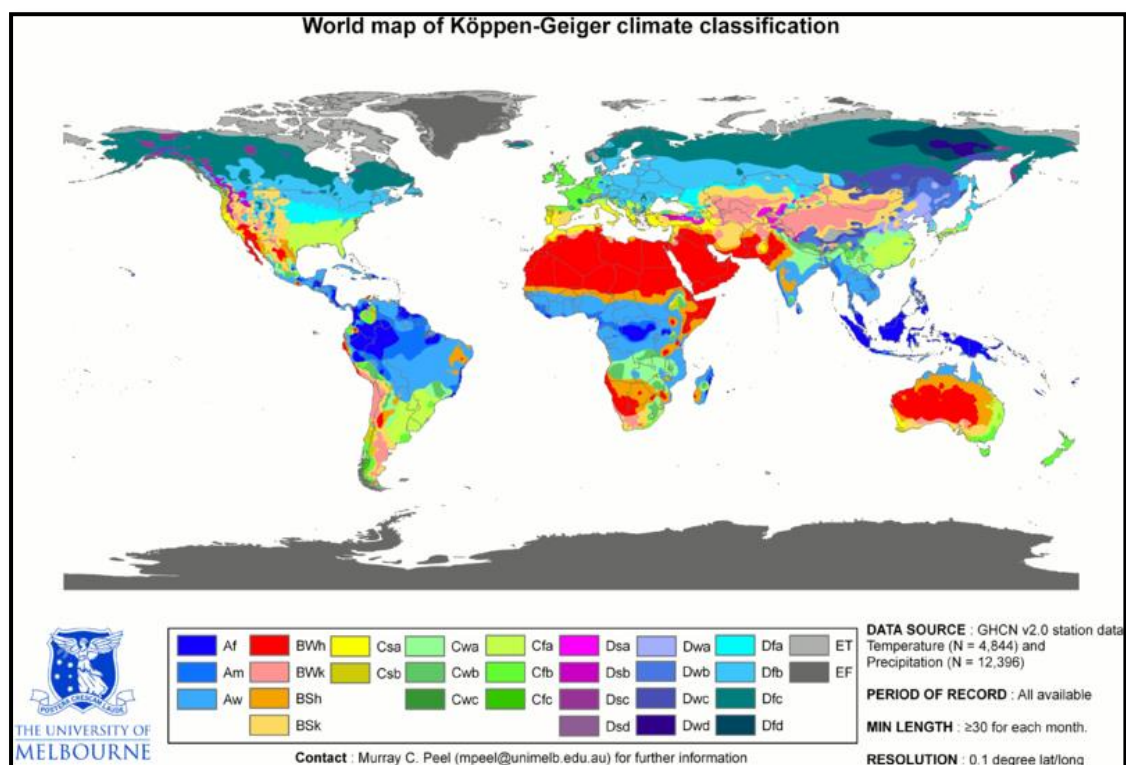 World map of Köppen-Geiger climate classification
Af BWh Csa Cwa Cfa Dsa Dwa Dfa ET
Am BWk Csb Cwb Cfb Dsb Dwb Dfb EF
Aw BSh Cwc Cfc Dsc Dwc Dfc
BSk Dsd Dwd Dfd
DATA SOURCE : GHCN v2.0 station data
Temperature (N = 4,844) and
Precipitation (N = 12,396)
PERIOD OF RECORD : All available
MIN LENGTH : ≥30 for each month.
RESOLUTION : 0.1 degree lat/long
POSTERA CRESCAM LAUDE
THE UNIVERSITY OF
MELBOURNE
Contact : Murray C. Peel (mpeel@unimelb.edu.au) for further information